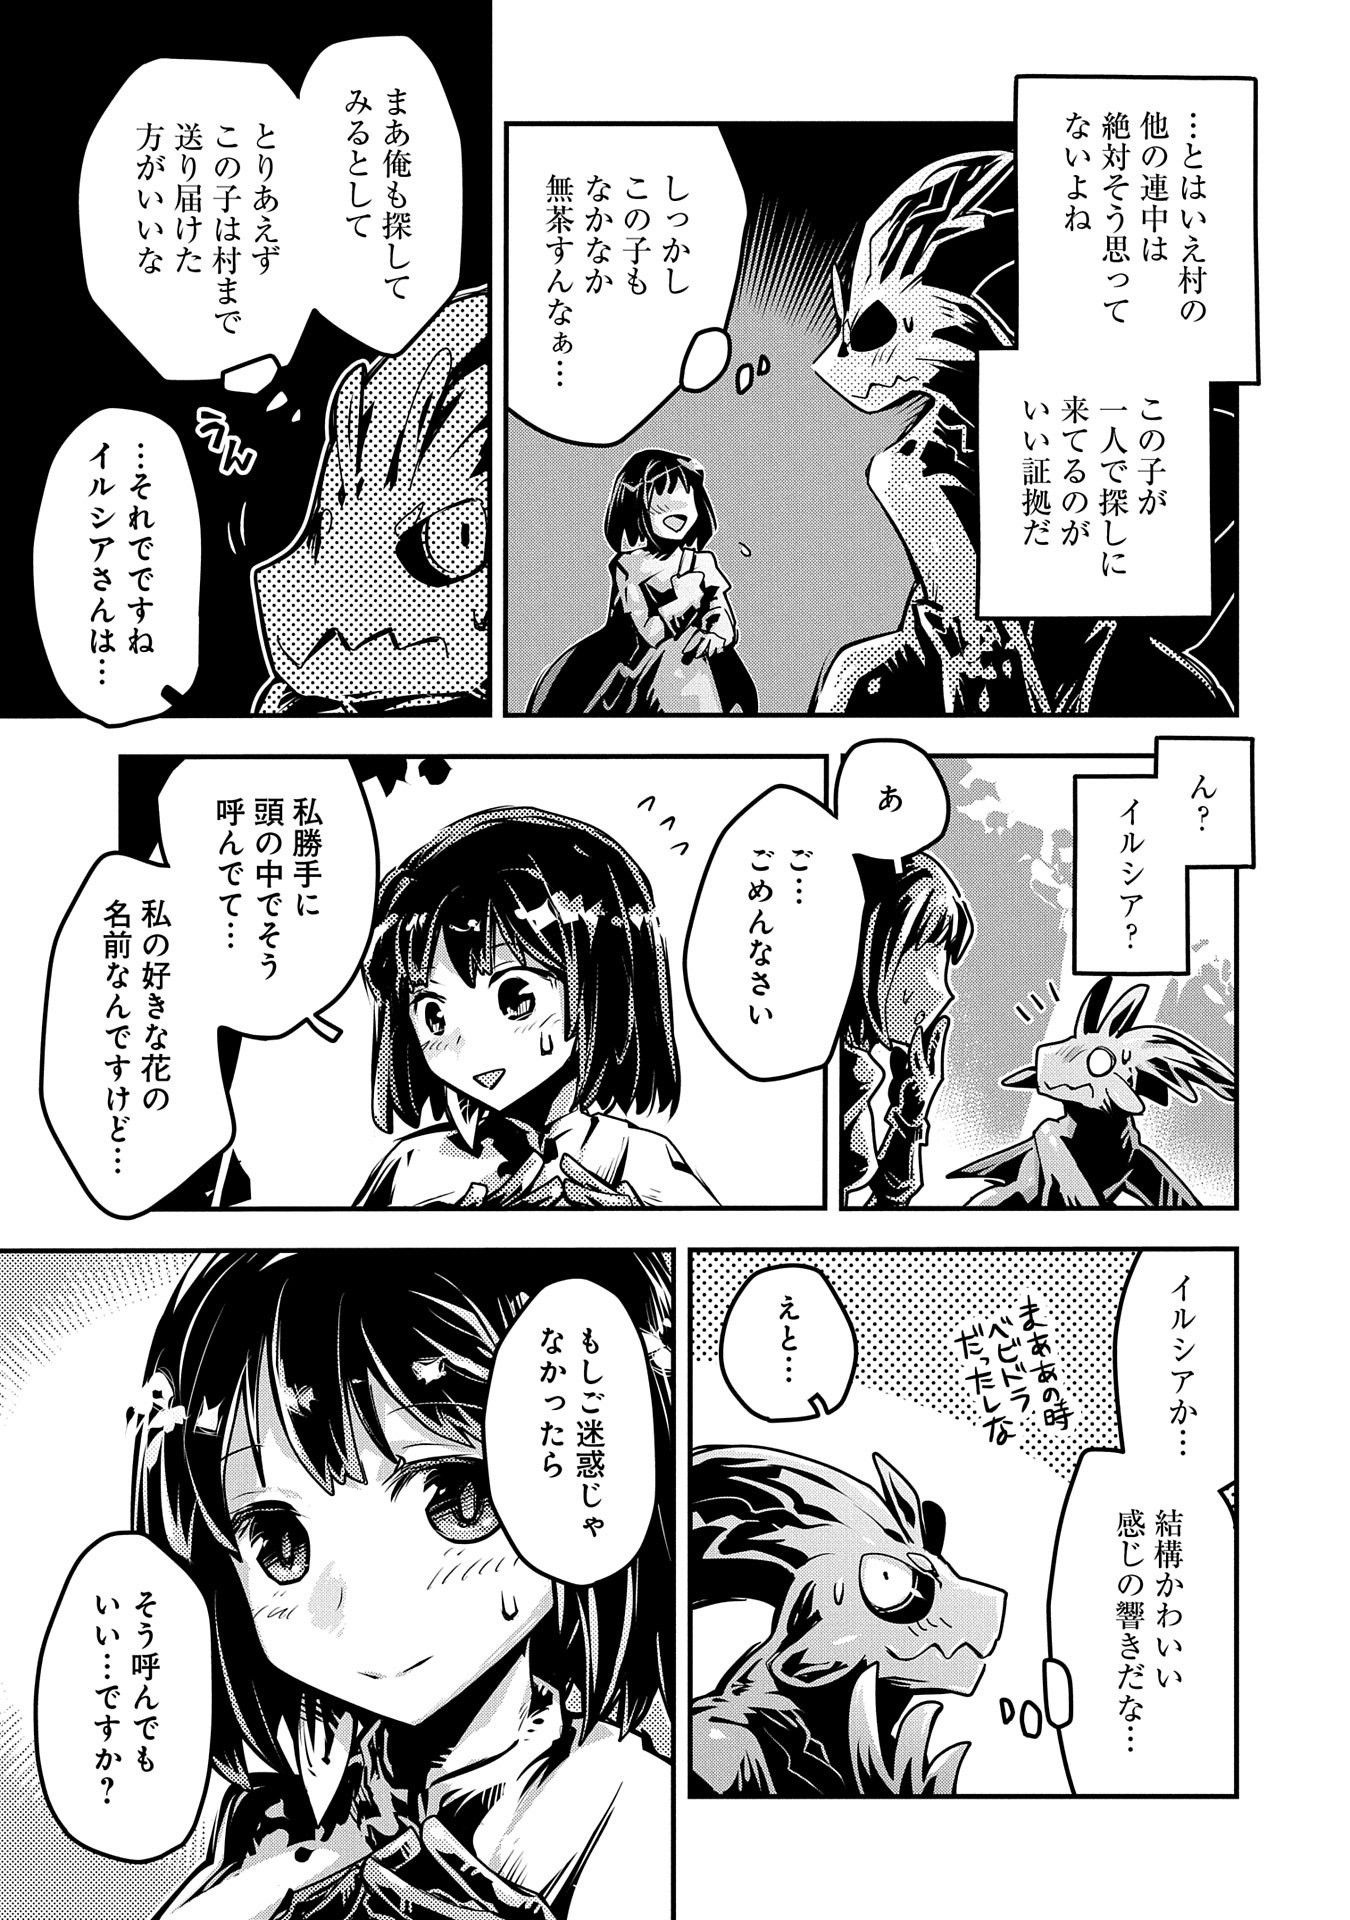 …とはいえ村の
他の連中は
絶対そう思って
ないよね
この子が
一人で探しに
来てるのが
いい証拠だ
しっかし
この子も
なかなか
無茶すんなぁ…
まあ俺も探して
みるとして
とりあえず
この子は村まで
送り届けた
方がいいな
うん
…それでですね
イルシアさんは…
ん?
イルシア?
あ
ご…
ごめんなさい
私勝手に
頭の中でそう
呼んでて…
私の好きな花の
名前なんですけど…
イルシアか…
結構かわいい
感じの響きだな…
まああの時
ベビドラ
だったしな
えと…
もしご迷惑じゃ
なかったら
そう呼んでも
いい…ですか?